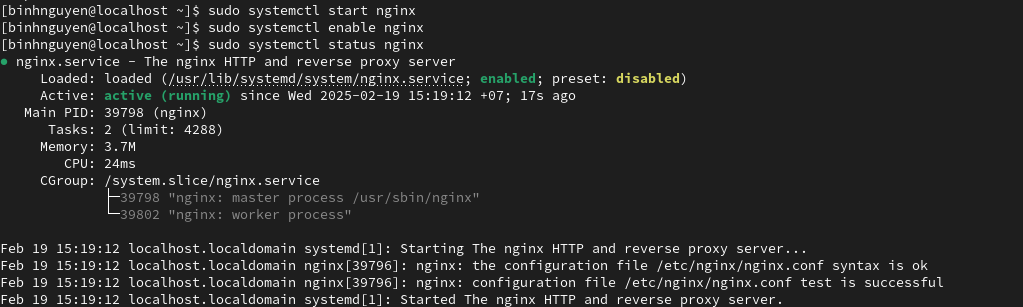 [binhnguyen@localhost ~]$ sudo systemctl start nginx
[binhnguyen@localhost ~]$ sudo systemctl enable nginx
[binhnguyen@localhost ~]$ sudo systemctl status nginx
● nginx.service - The nginx HTTP and reverse proxy server
     Loaded: loaded (/usr/lib/systemd/system/nginx.service; enabled; preset: disabled)
     Active: active (running) since Wed 2025-02-19 15:19:12 +07; 17s ago
   Main PID: 39798 (nginx)
      Tasks: 2 (limit: 4288)
     Memory: 3.7M
        CPU: 24ms
     CGroup: /system.slice/nginx.service
             ├─39798 "nginx: master process /usr/sbin/nginx"
             └─39802 "nginx: worker process"
Feb 19 15:19:12 localhost.localdomain systemd[1]: Starting The nginx HTTP and reverse proxy server...
Feb 19 15:19:12 localhost.localdomain nginx[39796]: nginx: the configuration file /etc/nginx/nginx.conf syntax is ok
Feb 19 15:19:12 localhost.localdomain nginx[39796]: nginx: configuration file /etc/nginx/nginx.conf test is successful
Feb 19 15:19:12 localhost.localdomain systemd[1]: Started The nginx HTTP and reverse proxy server.